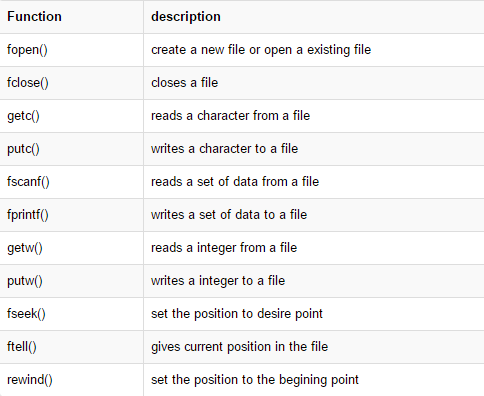 Function description
fopen() create a new file or open a existing file
fclose() closes a file
getc() reads a character from a file
putc() writes a character to a file
fscanf() reads a set of data from a file
fprintf() writes a set of data to a file
getw() reads a integer from a file
putw() writes a integer to a file
fseek() set the position to desire point
ftell() gives current position in the file
rewind() set the position to the begining point